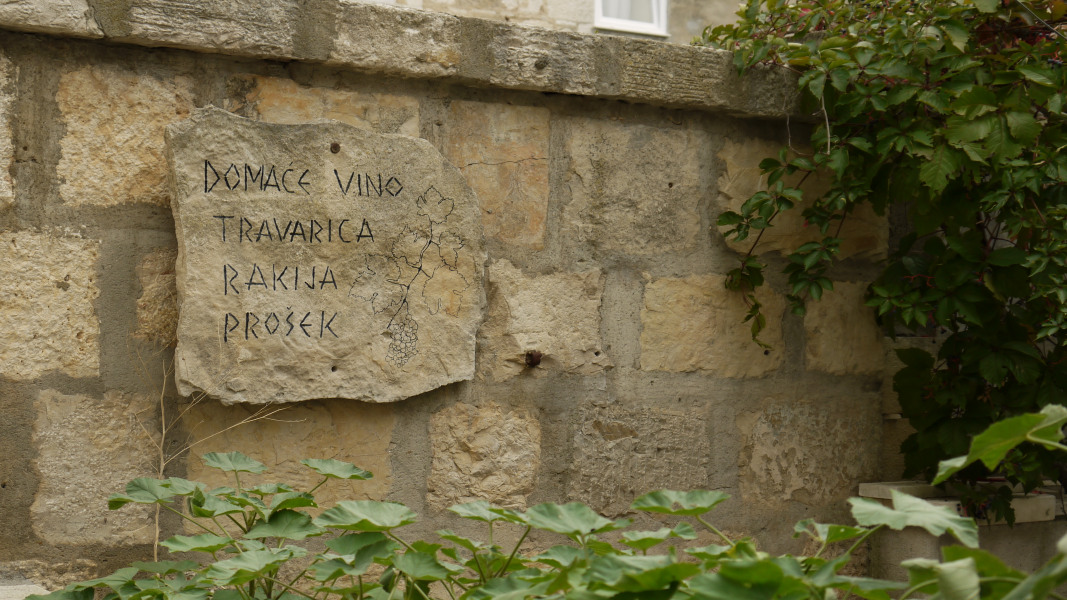 DOMAĆE VINO
TRAVARICA
RAKIJA
PROŠEK